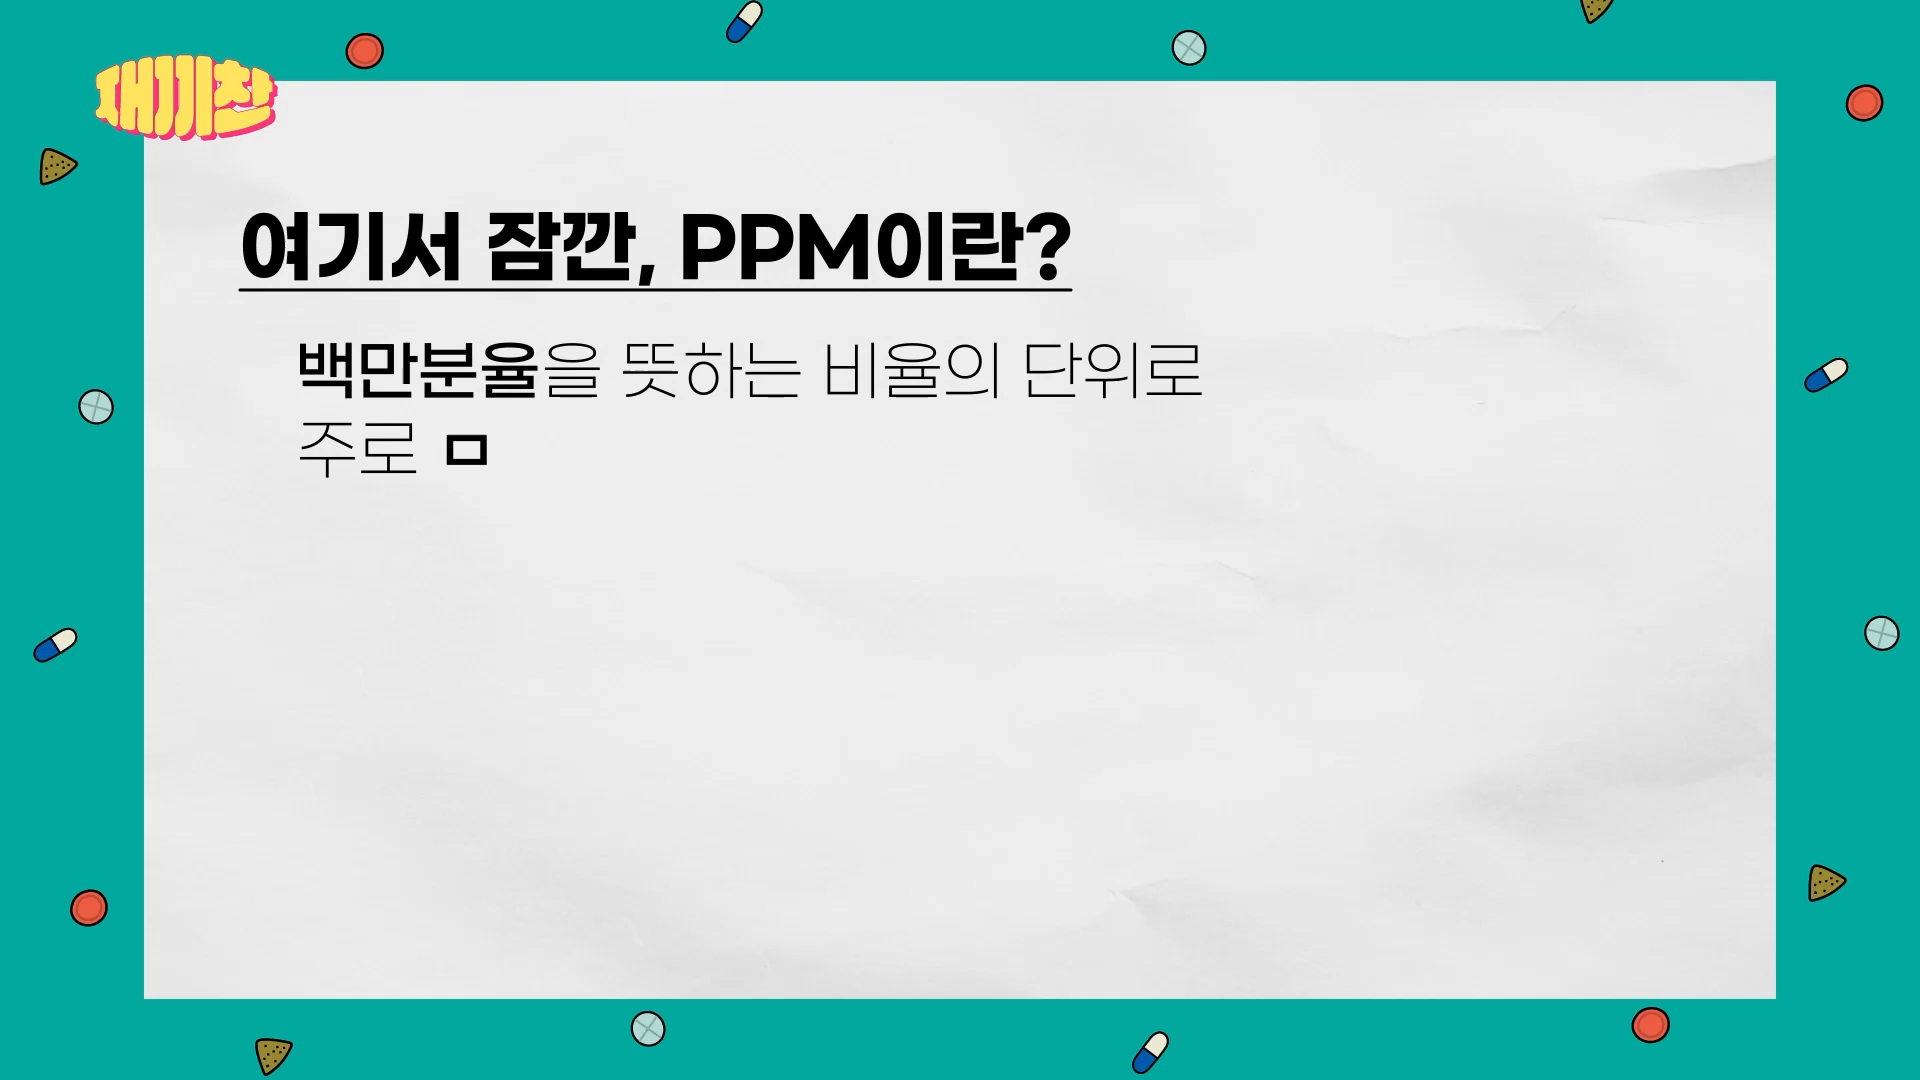 재끼찬
여기서 잠깐, PPM이란?
백만분율을 뜻하는 비율의 단위로
주로 ㅁ